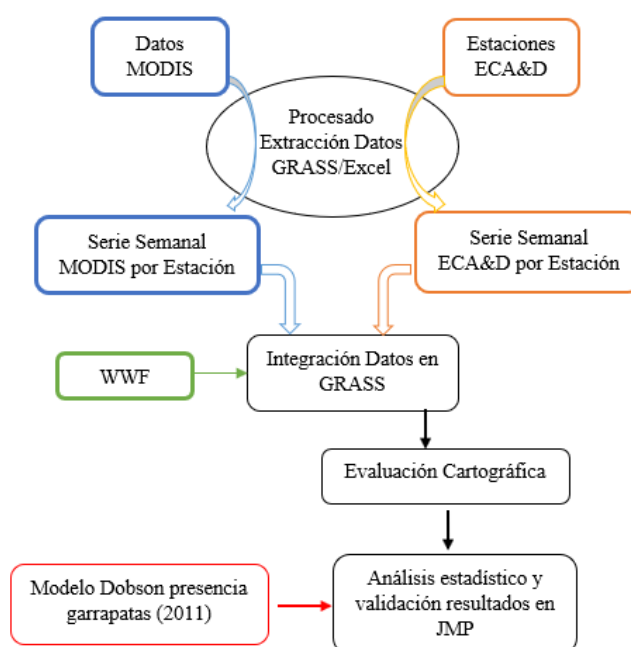 Datos
MODIS
Estaciones
ECA&D
Procesado
Extracción Datos
GRASS/Excel
Serie Semanal
MODIS por Estación
Serie Semanal
ECA&D por Estación
WWF
Integración Datos en
GRASS
Evaluación Cartográfica
Modelo Dobson presencia
garrapatas (2011)
Análisis estadístico y
validación resultados en
JMP